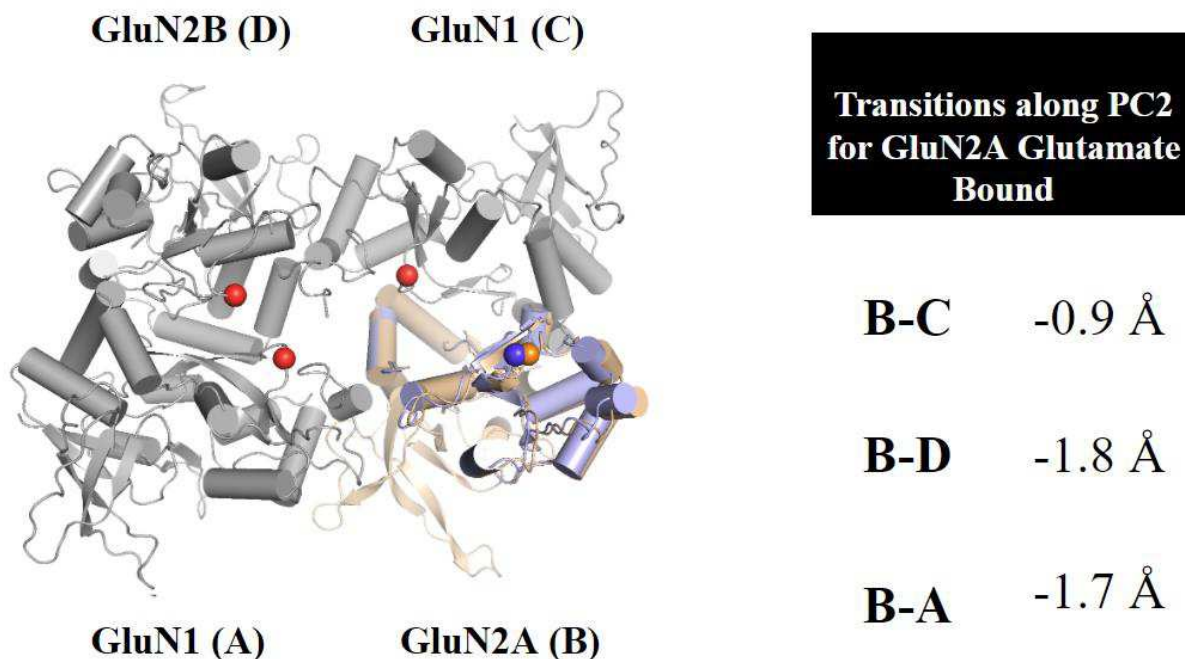 GluN2B (D)
GluN1 (C)
GluN1 (A)
GluN2A (B)
Transitions along PC2
for GluN2A Glutamate
Bound
B-C -0.9 Å
B-D -1.8 Å
B-A -1.7 Å